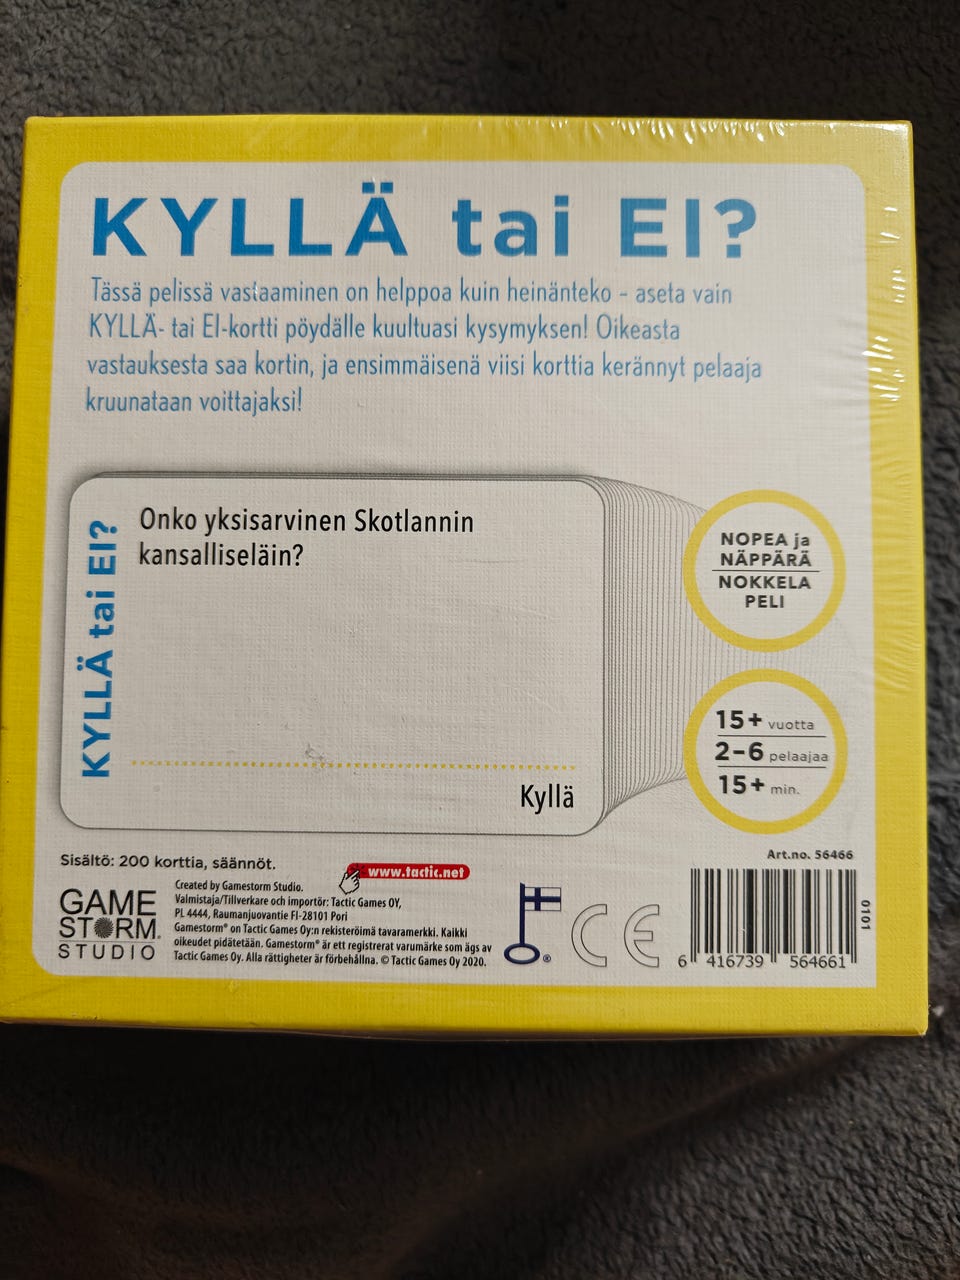 KYLLÄ tai EI?
Tässä pelissä vastaaminen on helppoa kuin heinänteko – aseta vain
KYLLÄ- tai EI-kortti pöydälle kuultuasi kysymyksen! Oikeasta
vastauksesta saa kortin, ja ensimmäisenä viisi korttia kerännyt pelaaja
kruunataan voittajaksi!
KYLLÄ tai EI?
Onko yksisarvinen Skotlannin
kansalliseläin?
Kyllä
NOPEA ja
NÄPPÄRÄ
NOKKELA
PELI
15+ vuotta
2–6 pelaajaa
15+ min.
Sisältö: 200 korttia, säännöt.
GAME
STORM®
STUDIO
www.tactic.net
Created by Gamestorm Studio.
Valmistaja/Tillverkare och importör: Tactic Games OY,
PL 4444, Raumanjuovantie FI-28101 Pori
Gamestorm® on Tactic Games Oy:n rekisteröimä tavaramerkki. Kaikki
oikeudet pidätetään. Gamestorm® är ett registrerat varumärke som ägs av
Tactic Games Oy. Alla rättigheter är förbehållna. © Tactic Games Oy 2020.
®
CE
Art.no. 56466
0101
6 416739 564661